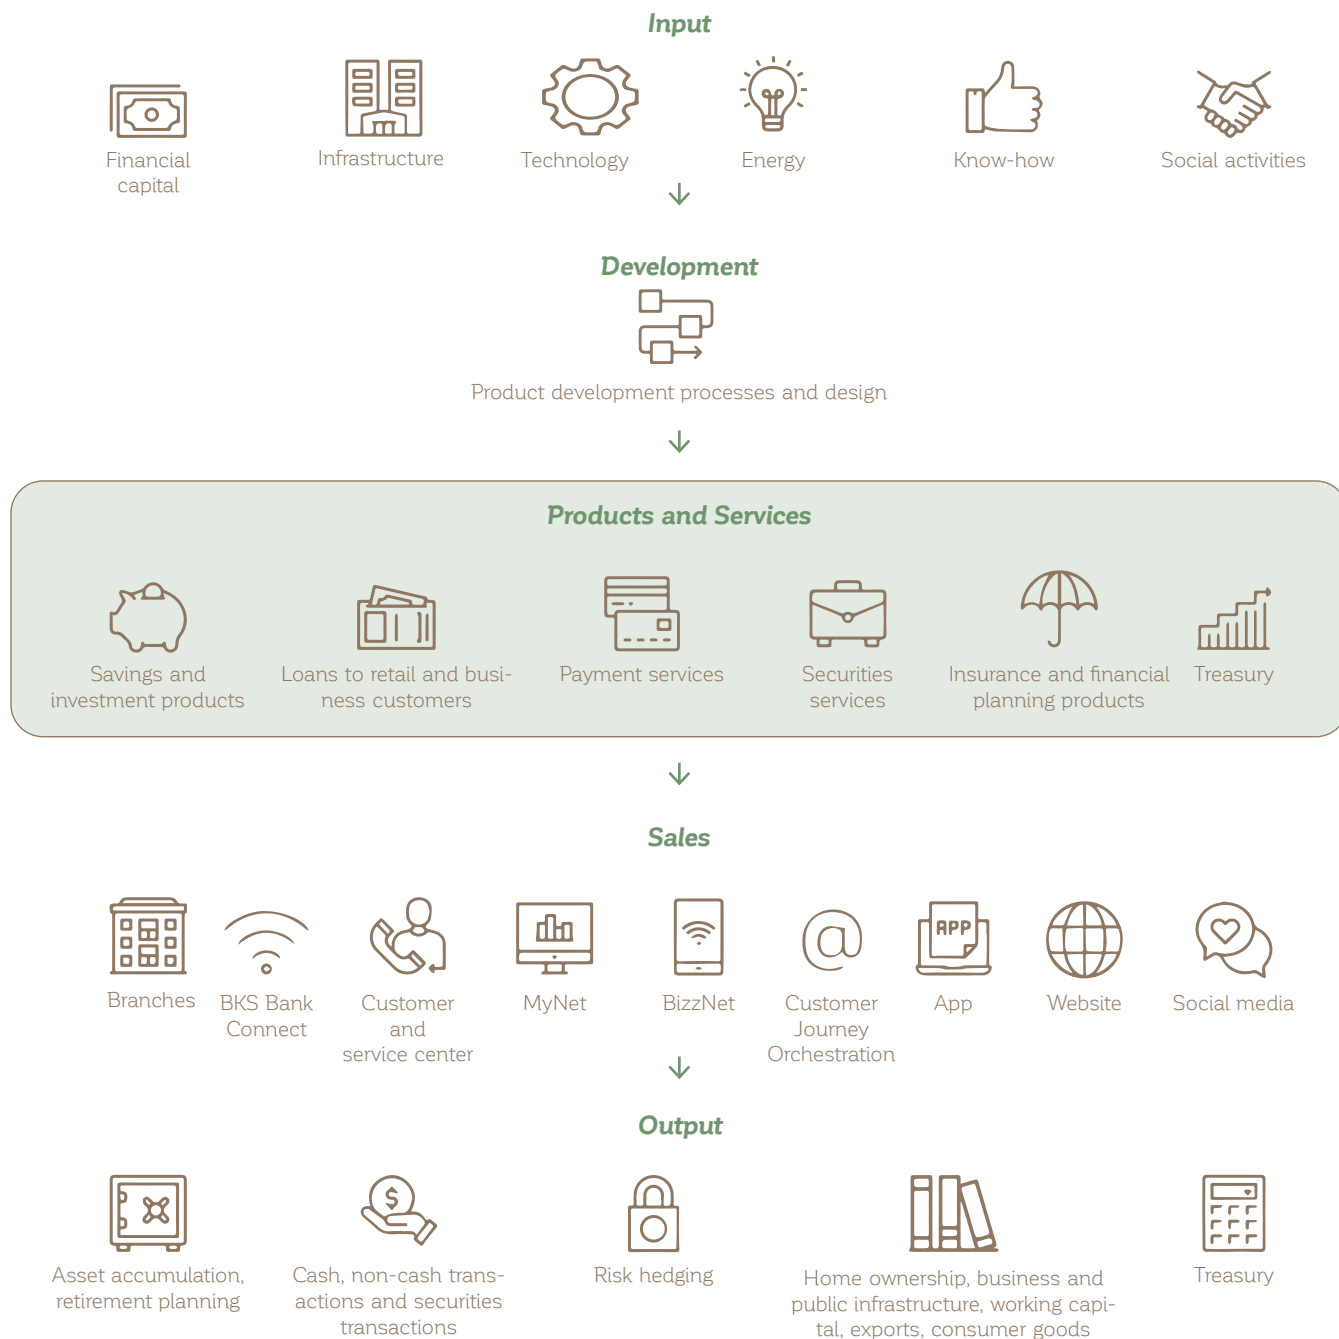 Input
Financial
capital
Infrastructure
Technology
Energy
Know-how
Social activities
Development
Product development processes and design
Products and Services
Savings and
investment products
Loans to retail and busi-
ness customers
Payment services
Securities
services
Insurance and financial
planning products
Treasury
Sales
Branches
BKS Bank
Connect
Customer
and
service center
MyNet
BizzNet
@
Customer
Journey
Orchestration
APP
App
Website
Social media
Output
Asset accumulation,
retirement planning
$
Cash, non-cash trans-
actions and securities
transactions
Risk hedging
Home ownership, business and
public infrastructure, working capi-
tal, exports, consumer goods
Treasury